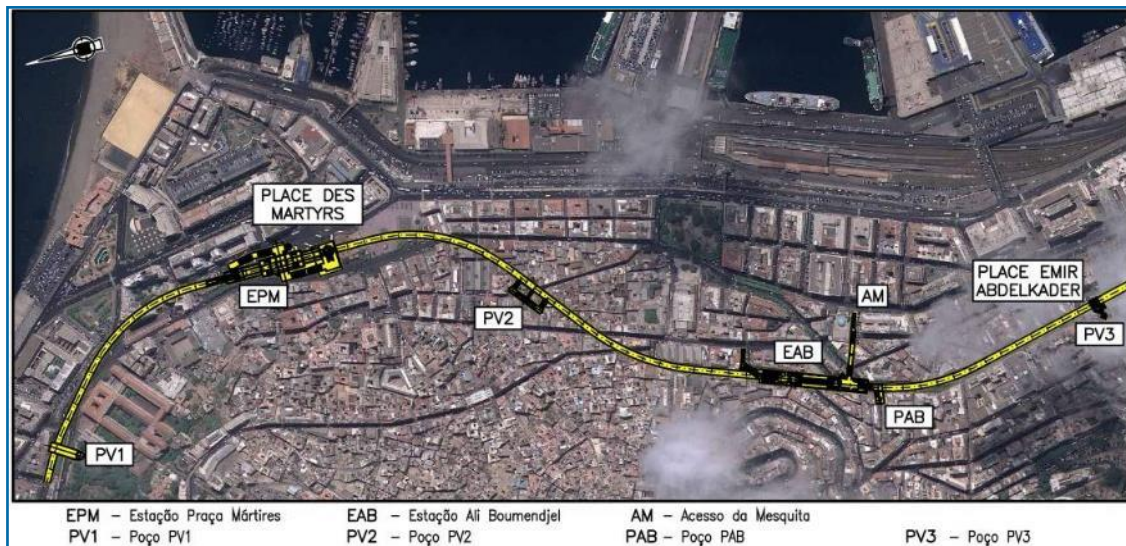 PLACE DES
MARTYRS
EPM
PV2
AM
PLACE EMIR
ABDELKADER
EAB
PV3
PAB
PV1
EPM – Estação Praça Mártires
EAB – Estação Ali Boumendjel
AM – Acesso da Mesquita
PV1 – Poço PV1
PV2 – Poço PV2
PAB – Poço PAB
PV3 – Poço PV3